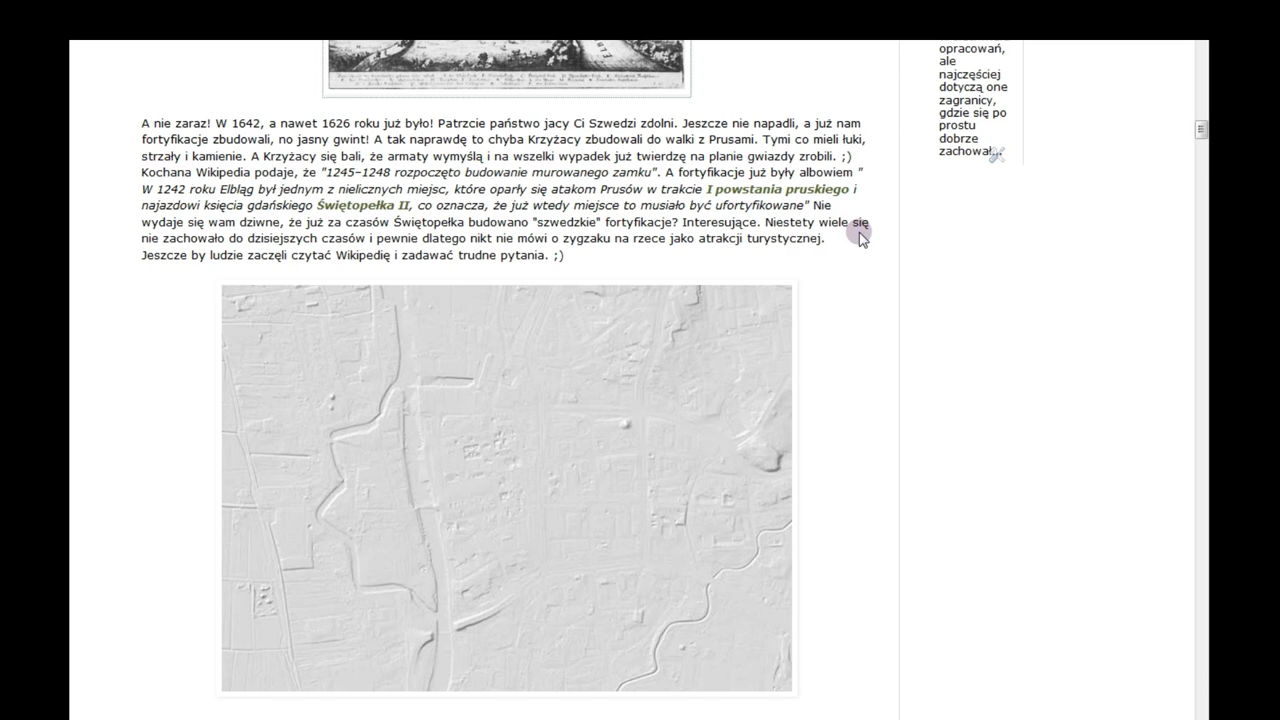 A nie zaraz! W 1642, a nawet 1626 roku już było! Patrzcie państwo jacy Ci Szwedzi zdolni. Jeszcze nie napadli, a już nam
fortyfikacje zbudowali, no jasny gwint! A tak naprawdę to chyba Krzyżacy zbudowali do walki z Prusami. Tymi co mieli łuki,
strzały i kamienie. A Krzyżacy się bali, że armaty wymyślą i na wszelki wypadek już twierdzę na planie gwiazdy zrobili. ;)
Kochana Wikipedia podaje, że "1245–1248 rozpoczęto budowanie murowanego zamku". A fortyfikacje już były albowiem "
W 1242 roku Elbląg był jednym z nielicznych miejsc, które oparły się atakom Prusów w trakcie I powstania pruskiego i
najazdowi księcia gdańskiego Świętopełka II, co oznacza, że już wtedy miejsce to musiało być ufortyfikowane" Nie
wydaje się wam dziwne, że już za czasów Świętopełka budowano "szwedzkie" fortyfikacje? Interesujące. Niestety wiele się
nie zachowało do dzisiejszych czasów i pewnie dlatego nikt nie mówi o zygzaku na rzece jako atrakcji turystycznej.
Jeszcze by ludzie zaczęli czytać Wikipedię i zadawać trudne pytania. ;)
opracowań,
ale
najczęściej
dotyczą one
zagranicy,
gdzie się po
prostu
dobrze
zachował...